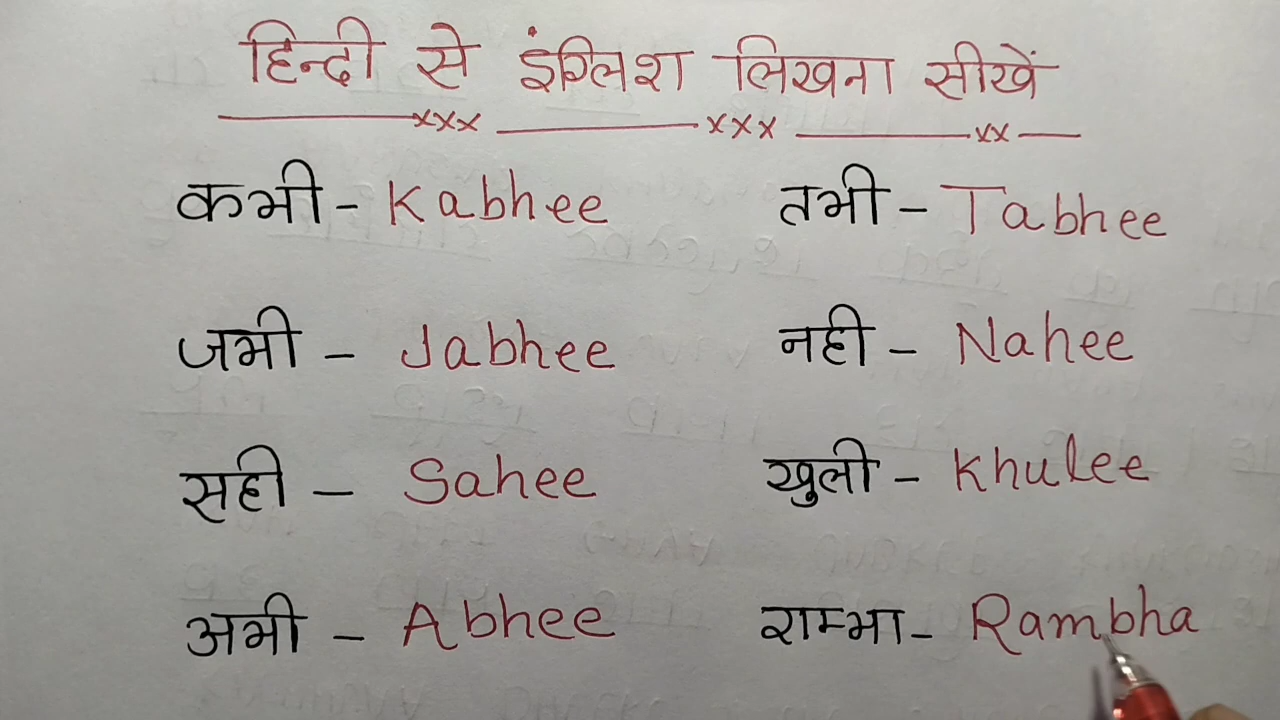 हिन्दी से इंग्लिश लिखना सीखें
कभी - Kabhee तभी - Tabhee
जभी - Jabhee नही - Nahee
सही - Sahee खुली - Khulee
अभी - Abhee राम्भा - Rambha